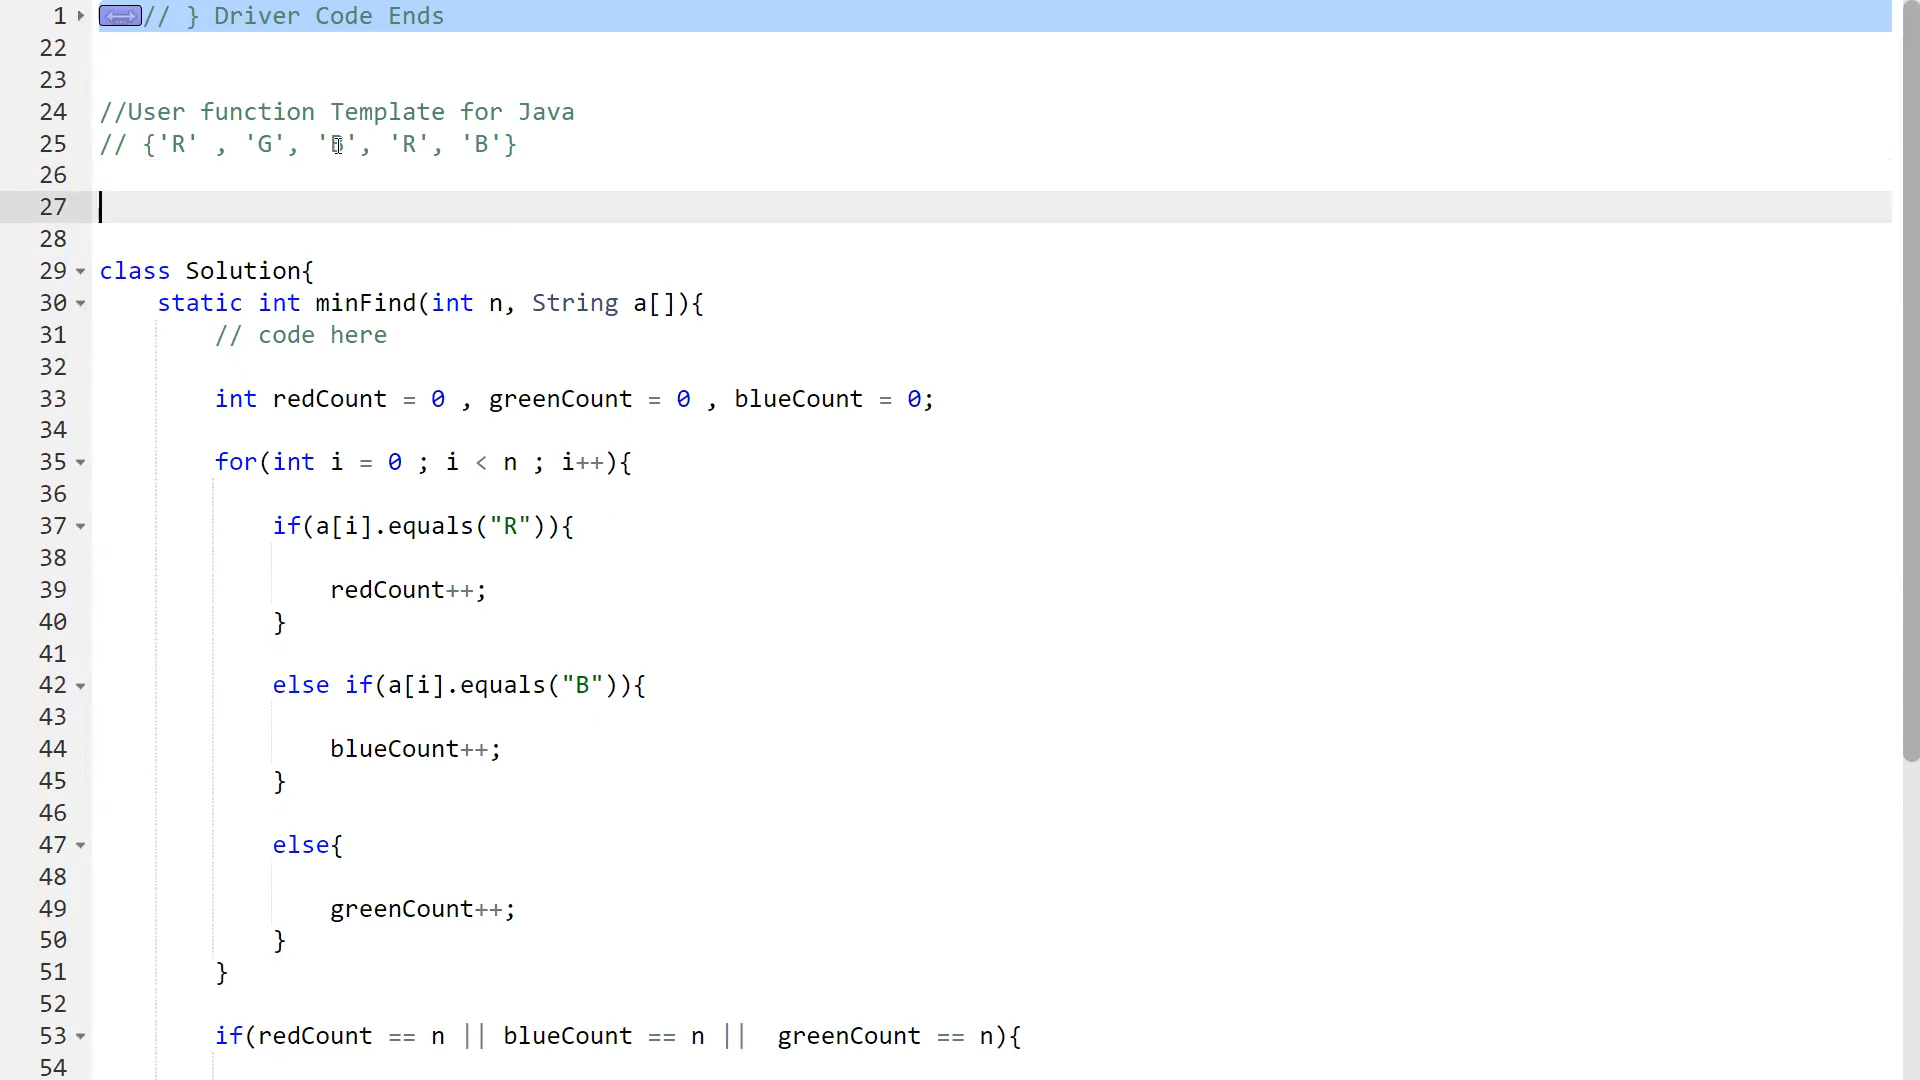 1 // } Driver Code Ends
22
23
24 //User function Template for Java
25 // {'R' , 'G', 'B', 'R', 'B'}
26
27
28
29 class Solution{
30 static int minFind(int n, String a[]){
31 // code here
32
33 int redCount = 0 , greenCount = 0 , blueCount = 0;
34
35 for(int i = 0 ; i < n ; i++){
36
37 if(a[i].equals("R")){
38
39 redCount++;
40 }
41
42 else if(a[i].equals("B")){
43
44 blueCount++;
45 }
46
47 else{
48
49 greenCount++;
50 }
51 }
52
53 if(redCount == n || blueCount == n ||  greenCount == n){
54